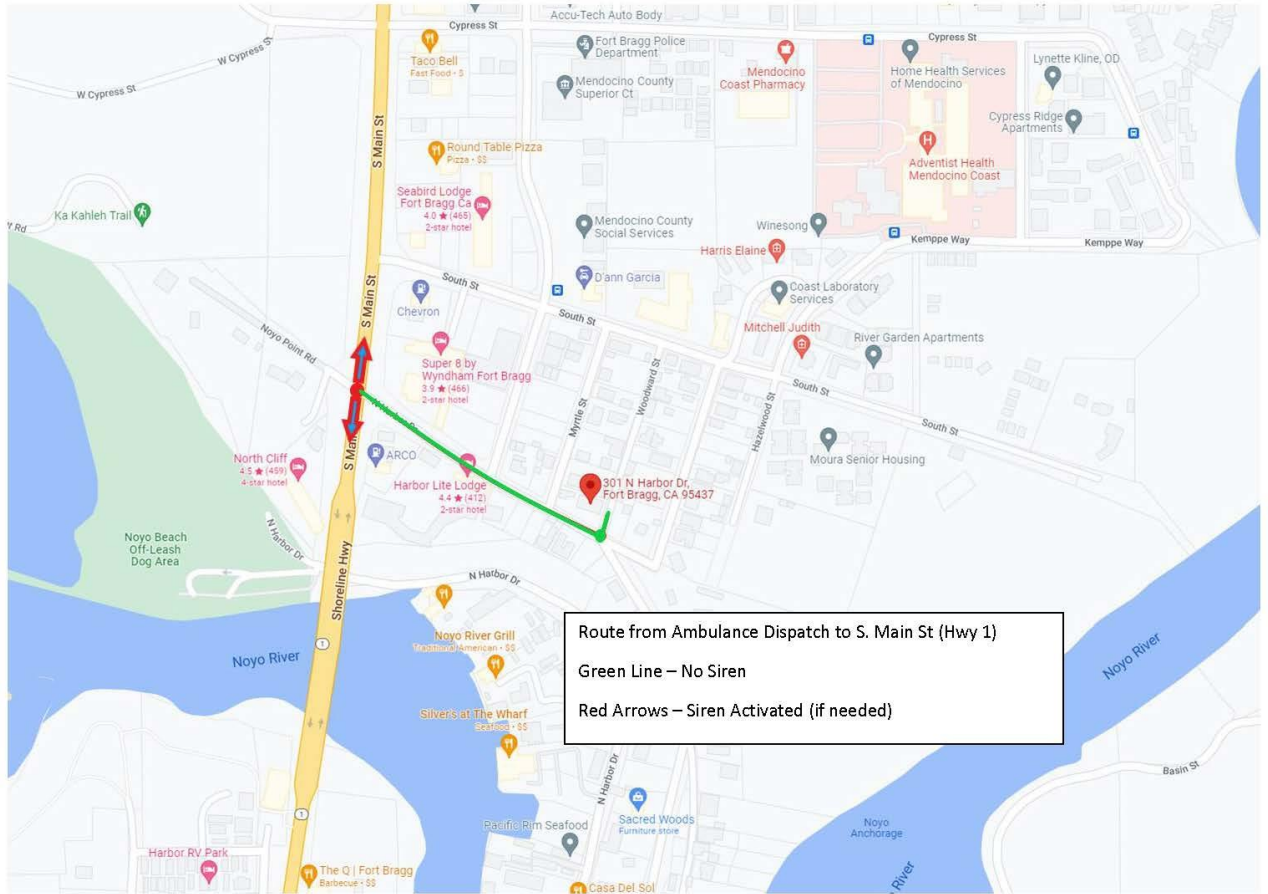 Accu-Tech Auto Body
Cypress St
Cypress St
W Cypress St
W Cypress St
Taco Bell
Fast Food • $
Fort Bragg Police
Department
Mendocino County
Superior Ct
Mendocino
Coast Pharmacy
Home Health Services
of Mendocino
Lynette Kline, OD
Cypress Ridge
Apartments
H
Adventist Health
Mendocino Coast
S Main St
Round Table Pizza
Pizza • $$
Seabird Lodge
Fort Bragg Ca
4.0 ★ (465)
2-star hotel
Ka Kahleh Trail
Mendocino County
Social Services
Winesong
Harris Elaine
Kemppe Way
Kemppe Way
South St
D'ann Garcia
Coast Laboratory
Services
S Main St
Chevron
South St
Mitchell Judith
River Garden Apartments
Noyo Point Rd
Super 8 by
Wyndham Fort Bragg
3.9 ★ (466)
2-star hotel
Woodward St
Myrtle St
Hazelwood St
South St
South St
ARCO
Moura Senior Housing
North Cliff
4.5 ★ (459)
4-star hotel
Harbor Lite Lodge
4.4 ★ (412)
2-star hotel
301 N Harbor Dr,
Fort Bragg, CA 95437
Noyo Beach
Off-Leash
Dog Area
N Harbor Dr
N Harbor Dr
Shoreline Hwy
1
Noyo River
Noyo River Grill
Traditional American • $$
Route from Ambulance Dispatch to S. Main St (Hwy 1)
Green Line – No Siren
Red Arrows – Siren Activated (if needed)
Noyo River
Silver's at The Wharf
Seafood • $$
N Harbor Dr
Basin St
1
Sacred Woods
Furniture store
Pacific Rim Seafood
Noyo
Anchorage
Harbor RV Park
The Q | Fort Bragg
Barbecue • $$
Casa Del Sol
River